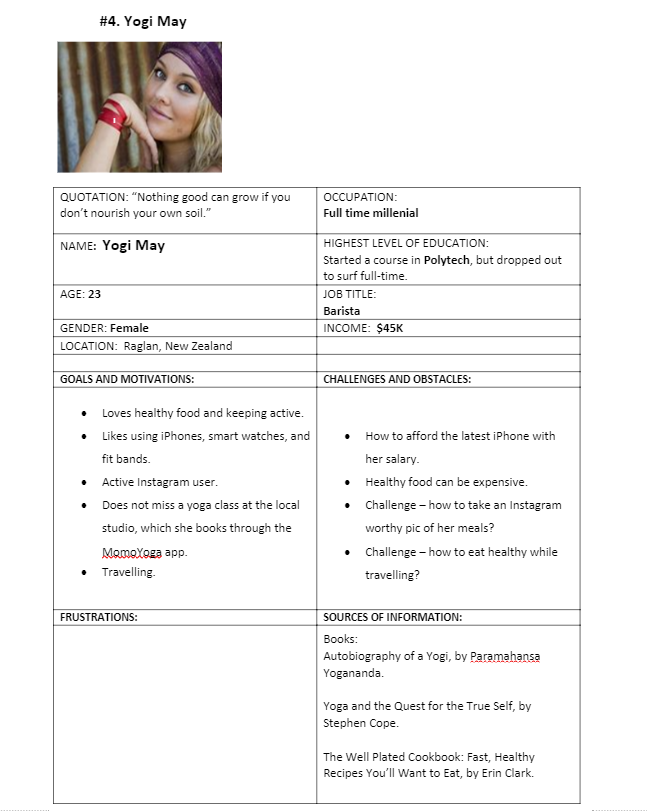 #4. Yogi May
QUOTATION: “Nothing good can grow if you
don’t nourish your own soil.”
OCCUPATION:
Full time millenial
NAME: Yogi May
HIGHEST LEVEL OF EDUCATION:
Started a course in Polytech, but dropped out
to surf full-time.
AGE: 23
JOB TITLE:
Barista
GENDER: Female
INCOME: $45K
LOCATION: Raglan, New Zealand
GOALS AND MOTIVATIONS:
• Loves healthy food and keeping active.
• Likes using iPhones, smart watches, and
fit bands.
• Active Instagram user.
• Does not miss a yoga class at the local
studio, which she books through the
MomoYoga app.
• Travelling.
CHALLENGES AND OBSTACLES:
• How to afford the latest iPhone with
her salary.
• Healthy food can be expensive.
• Challenge – how to take an Instagram
worthy pic of her meals?
• Challenge – how to eat healthy while
travelling?
FRUSTRATIONS:
SOURCES OF INFORMATION:
Books:
Autobiography of a Yogi, by Paramahansa
Yogananda.
Yoga and the Quest for the True Self, by
Stephen Cope.
The Well Plated Cookbook: Fast, Healthy
Recipes You’ll Want to Eat, by Erin Clark.